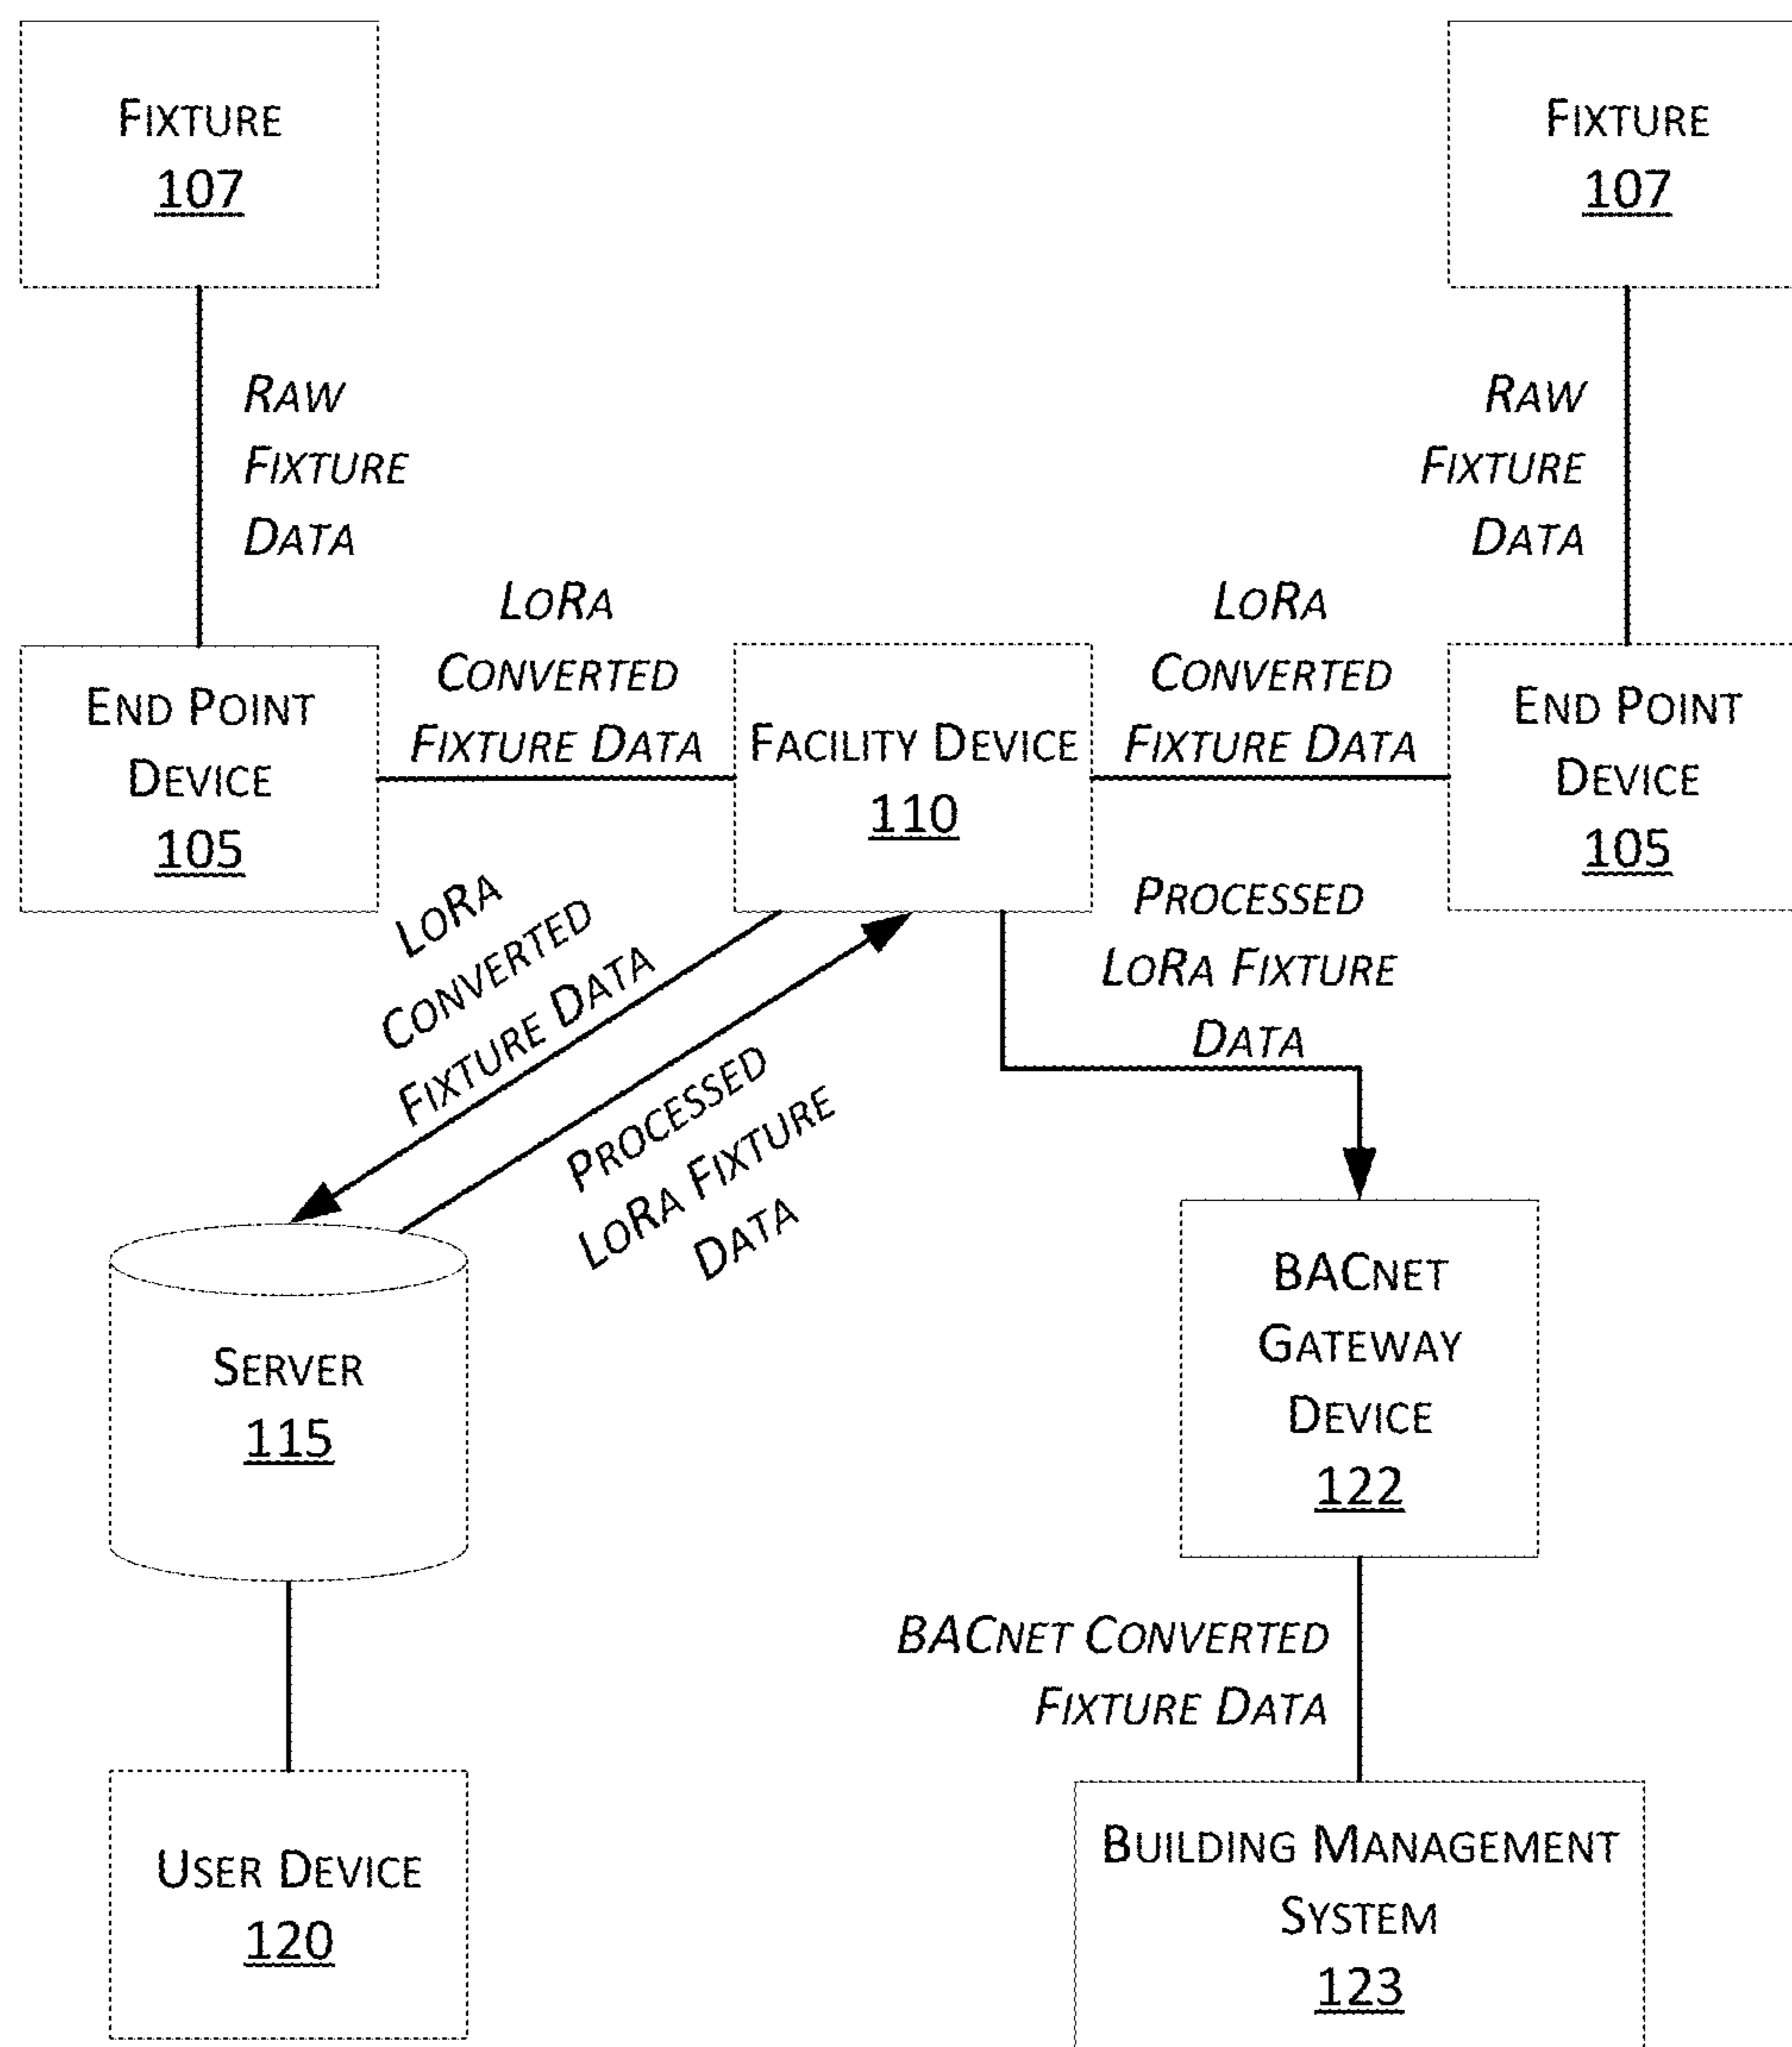 FIXTURE
107
FIXTURE
107
RAW
FIXTURE
DATA
RAW
FIXTURE
DATA
END POINT
DEVICE
105
LORA
CONVERTED
FIXTURE DATA
FACILITY DEVICE
110
LORA
CONVERTED
FIXTURE DATA
END POINT
DEVICE
105
LORA
CONVERTED
FIXTURE DATA
PROCESSED
LORA FIXTURE
DATA
PROCESSED
LORA FIXTURE
DATA
SERVER
115
BACNET
GATEWAY
DEVICE
122
BACNET CONVERTED
FIXTURE DATA
USER DEVICE
120
BUILDING MANAGEMENT
SYSTEM
123